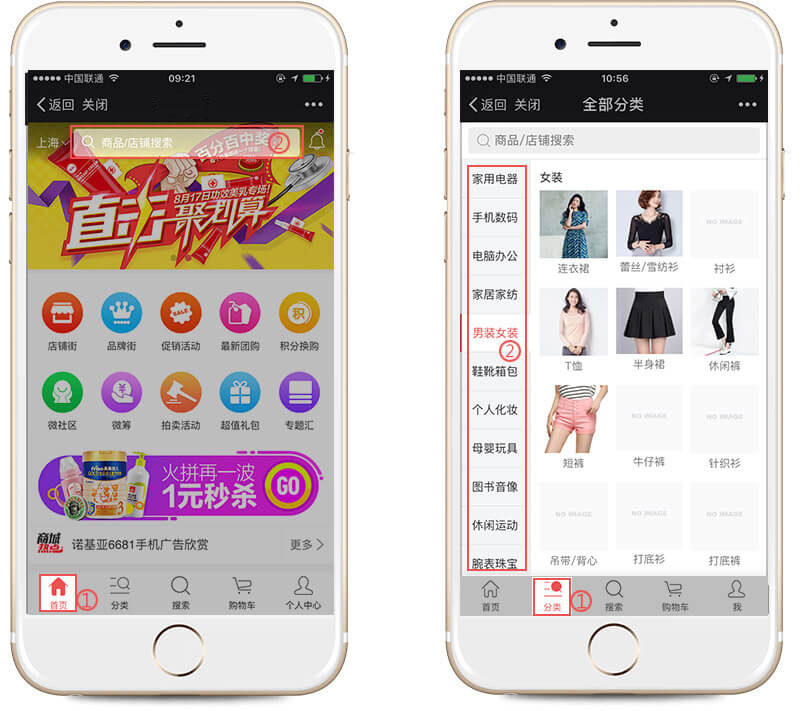 中国联通 09:21
返回 关闭
上海 商品/店铺搜索 ②
百分百中奖
8月17日功效美乳专场!
直击聚划算
店铺街 品牌街 促销活动 最新团购 积分换购
SALE 积
微社区 微筹 拍卖活动 超值礼包 专题汇
火拼再一波
1元秒杀 GO
商城热点 诺基亚6681手机广告欣赏 更多
首页 ① 分类 搜索 购物车 个人中心
中国联通 10:56
返回 关闭 全部分类
商品/店铺搜索
家用电器
手机数码
电脑办公
家居家纺
男装女装
②
鞋靴箱包
个人化妆
母婴玩具
图书音像
休闲运动
腕表珠宝
女装
NO IMAGE
连衣裙 蕾丝/雪纺衫 衬衫
T恤 半身裙 休闲裤
NO IMAGE NO IMAGE
短裤 牛仔裤 针织衫
NO IMAGE NO IMAGE NO IMAGE
吊带/背心 打底衫 打底裤
首页 分类 ① 搜索 购物车 我